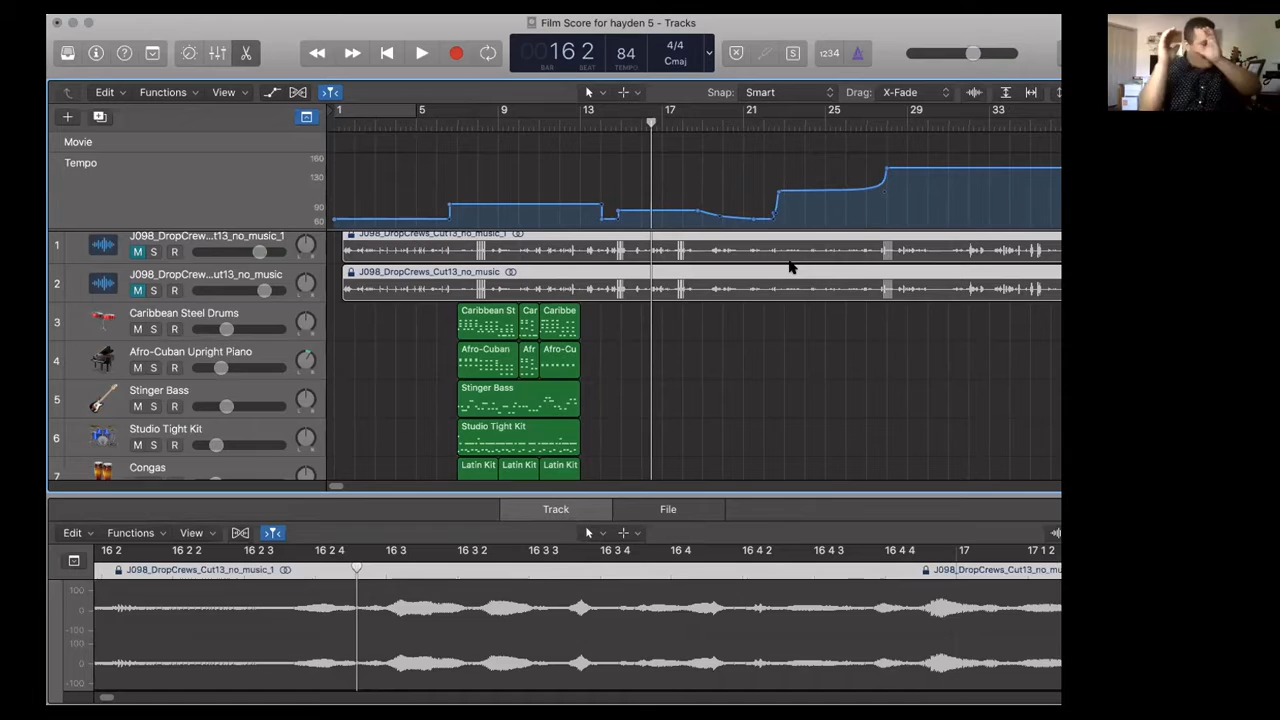 Film Score for hayden 5 - Tracks
0016 2
BAR BEAT
84
TEMPO
4/4
Cmaj
S
1234
Edit Functions View
Snap: Smart Drag: X-Fade
1 5 9 13 17 21 25 29 33
Movie
Tempo
160
130
90
60
1 J098_DropCrews...t13_no_music_1 M S R
J098_DropCrews_Cut13_no_music_1
2 J098_DropCrew...ut13_no_music M S R
J098_DropCrews_Cut13_no_music
3 Caribbean Steel Drums M S R
Caribbean St Car Caribbe
4 Afro-Cuban Upright Piano M S R
Afro-Cuban Afr Afro-Cu
5 Stinger Bass M S R
Stinger Bass
6 Studio Tight Kit M S R
Studio Tight Kit
7 Congas
Latin Kit Latin Kit Latin Kit
Track File
Edit Functions View
16 2 16 2 2 16 2 3 16 2 4 16 3 16 3 2 16 3 3 16 3 4 16 4 16 4 2 16 4 3 16 4 4 17 17 1 2
J098_DropCrews_Cut13_no_music_1 J098_DropCrews_Cut13_no_mu
100
-100
100
-100